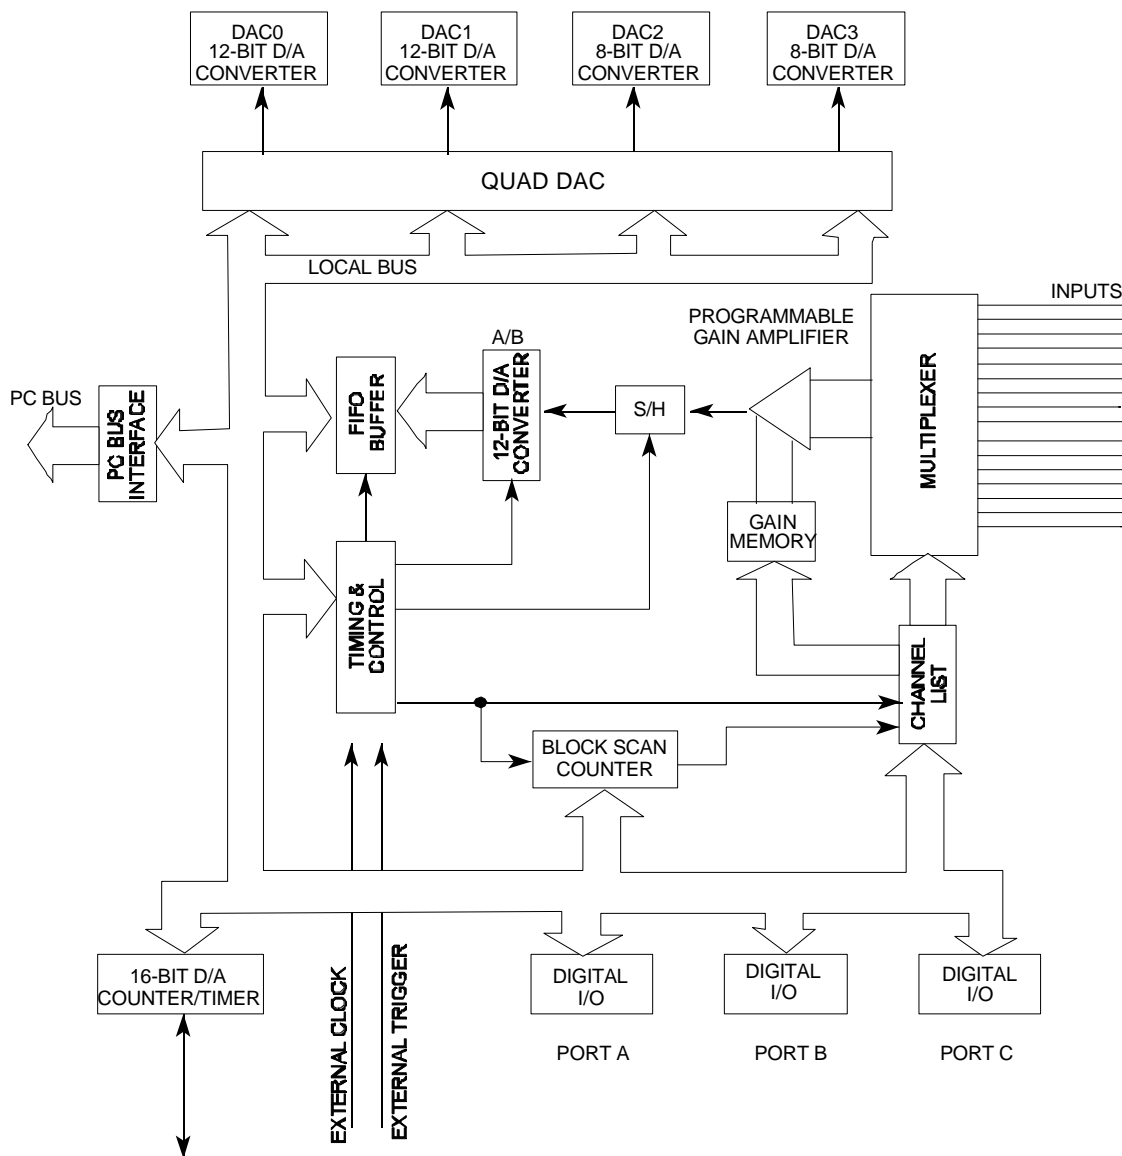 DAC0
12-BIT D/A
CONVERTER
DAC1
12-BIT D/A
CONVERTER
DAC2
8-BIT D/A
CONVERTER
DAC3
8-BIT D/A
CONVERTER
QUAD DAC
LOCAL BUS
INPUTS
PROGRAMMABLE
GAIN AMPLIFIER
A/B
PC BUS
PC BUS
INTERFACE
FIFO
BUFFER
12-BIT D/A
CONVERTER
S/H
MULTIPLEXER
GAIN
MEMORY
TIMING &
CONTROL
CHANNEL
LIST
BLOCK SCAN
COUNTER
16-BIT D/A
COUNTER/TIMER
EXTERNAL CLOCK
EXTERNAL TRIGGER
DIGITAL
I/O
DIGITAL
I/O
DIGITAL
I/O
PORT A
PORT B
PORT C